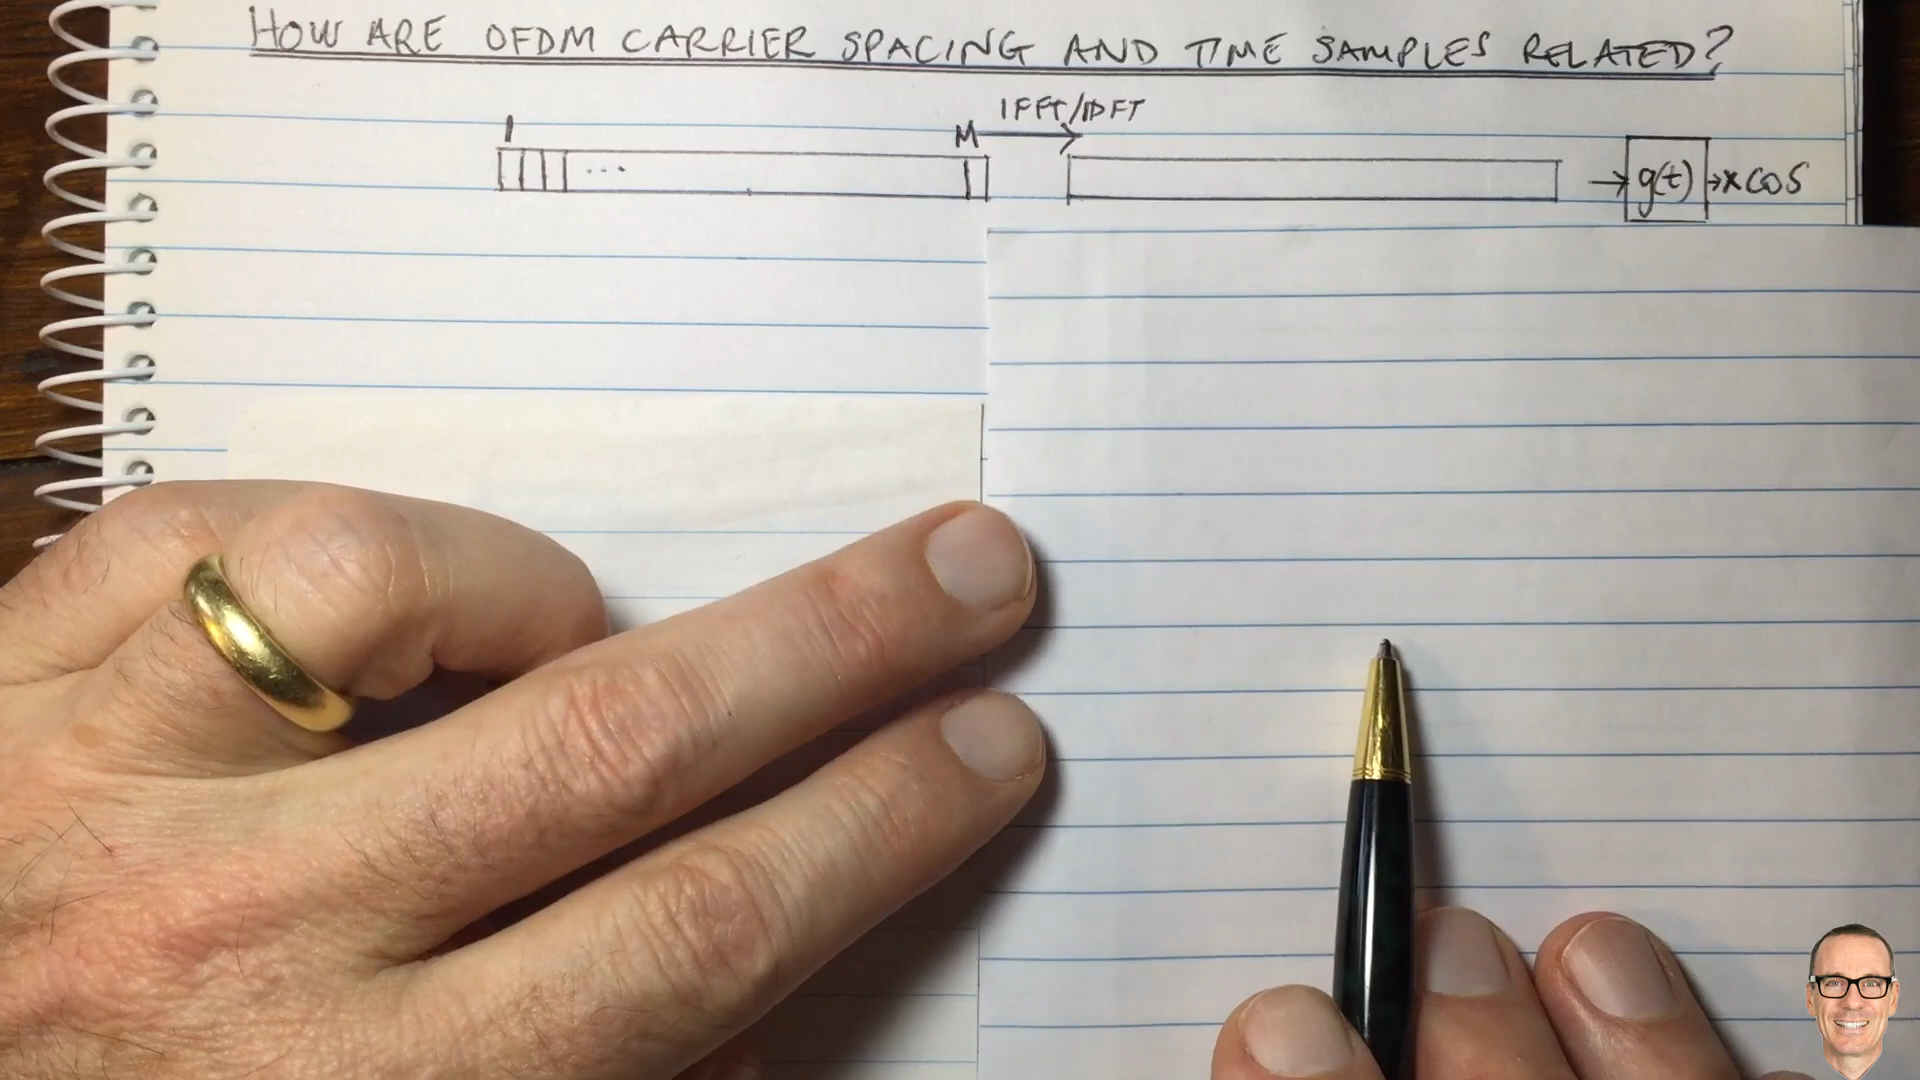 HOW ARE OFDM CARRIER SPACING AND TIME SAMPLES RELATED?
IFFT/IDFT
1 M
... → g(t) → x COS